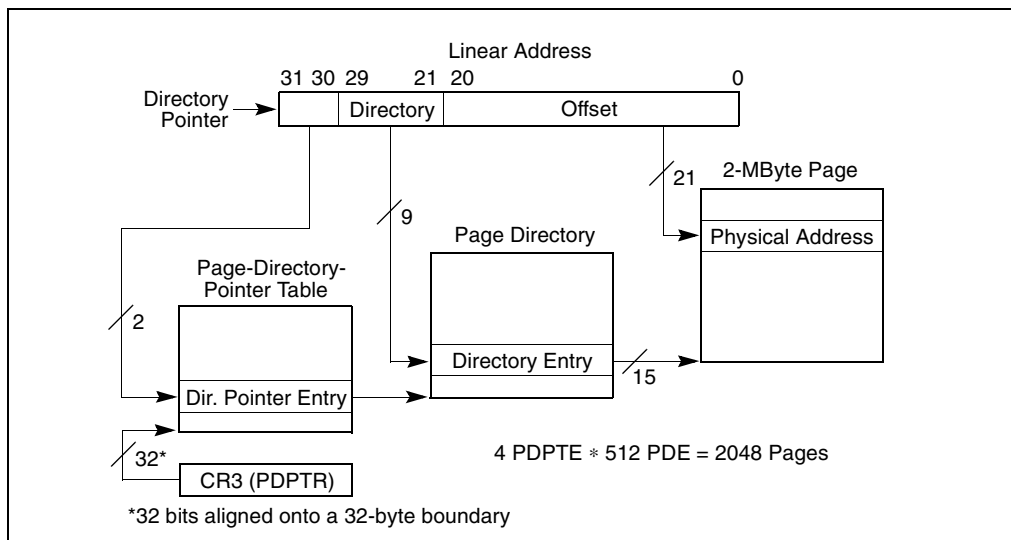 Linear Address
31 30 29 21 20 0
Directory
Pointer
Directory
Offset
21
2-MByte Page
9
Physical Address
Page Directory
Page-Directory-
Pointer Table
2
Directory Entry
15
Dir. Pointer Entry
32*
4 PDPTE * 512 PDE = 2048 Pages
CR3 (PDPTR)
*32 bits aligned onto a 32-byte boundary